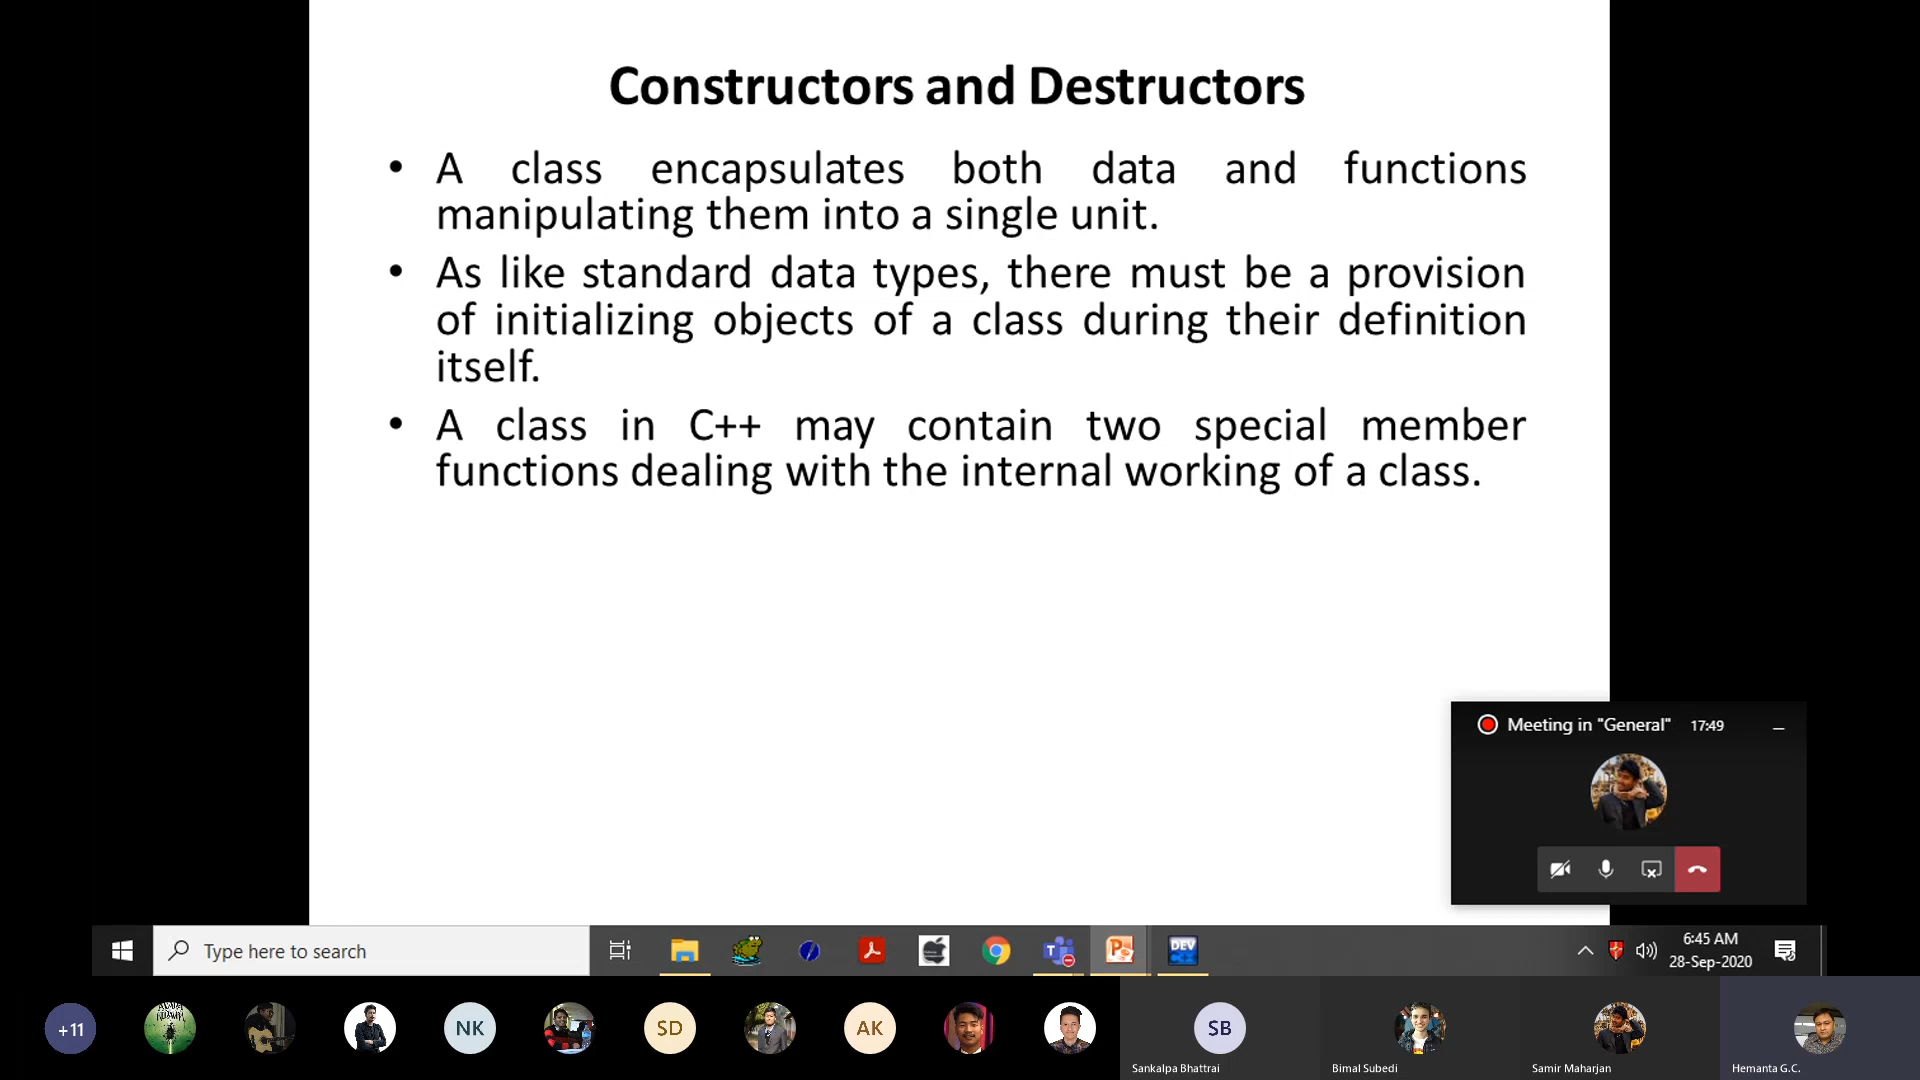 Constructors and Destructors
• A class encapsulates both data and functions
manipulating them into a single unit.
• As like standard data types, there must be a provision
of initializing objects of a class during their definition
itself.
• A class in C++ may contain two special member
functions dealing with the internal working of a class.
Meeting in "General" 17:49
Type here to search
DEV
C++
6:45 AM
28-Sep-2020
+11
NK
SD
AK
SB
Sankalpa Bhattrai
Bimal Subedi
Samir Maharjan
Hemanta G.C.